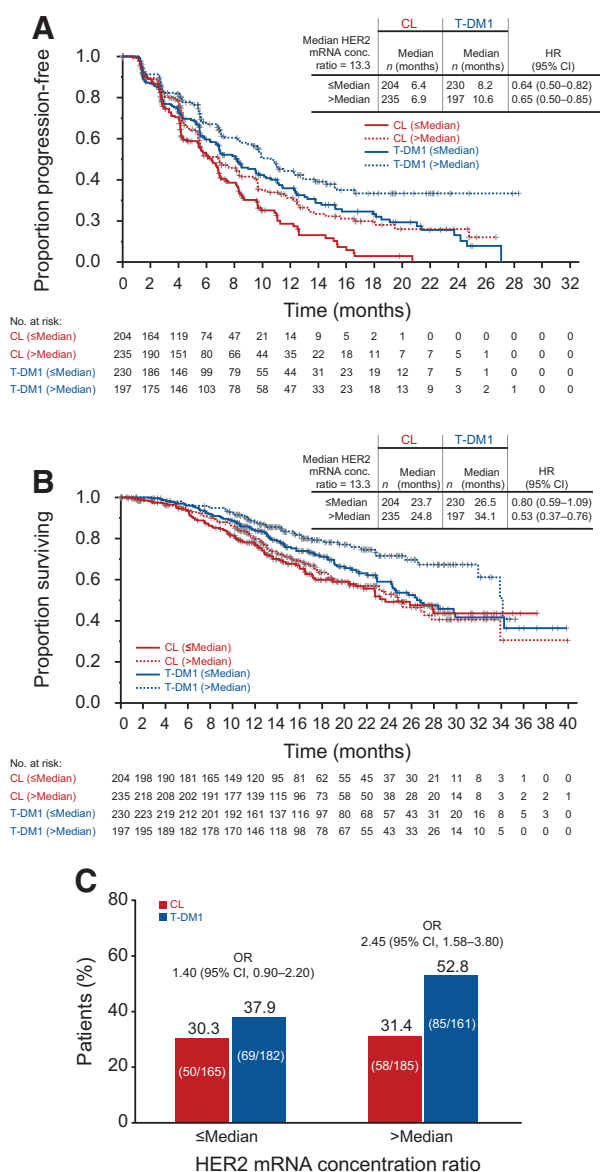 A
CL T-DM1
Median HER2
mRNA conc.
ratio = 13.3
n Median (months) n Median (months) HR (95% CI)
≤Median 204 6.4 230 8.2 0.64 (0.50–0.82)
>Median 235 6.9 197 10.6 0.65 (0.50–0.85)
CL (≤Median)
CL (>Median)
T-DM1 (≤Median)
T-DM1 (>Median)
Proportion progression-free
1.0
0.8
0.6
0.3
0.2
0.0
0 2 4 6 8 10 12 14 16 18 20 22 24 26 28 30 32
Time (months)
No. at risk:
CL (≤Median) 204 164 119 74 47 21 14 9 5 2 1 0 0 0 0 0 0
CL (>Median) 235 190 151 80 66 44 35 22 18 11 7 7 5 1 0 0 0
T-DM1 (≤Median) 230 186 146 99 79 55 44 31 23 19 12 7 5 1 0 0 0
T-DM1 (>Median) 197 175 146 103 78 58 47 33 23 18 13 9 3 2 1 0 0
B
CL T-DM1
Median HER2
mRNA conc.
ratio = 13.3
n Median (months) n Median (months) HR (95% CI)
≤Median 204 23.7 230 26.5 0.80 (0.59–1.09)
>Median 235 24.8 197 34.1 0.53 (0.37–0.76)
Proportion surviving
1.0
0.8
0.6
0.4
0.2
0.0
CL (≤Median)
CL (>Median)
T-DM1 (≤Median)
T-DM1 (>Median)
0 2 4 6 8 10 12 14 16 18 20 22 24 26 28 30 32 34 36 38 40
Time (months)
No. at risk:
CL (≤Median) 204 198 190 181 165 149 120 95 81 62 55 45 37 30 21 11 8 3 1 0 0
CL (>Median) 235 218 208 202 191 177 139 115 96 73 58 50 38 28 20 14 8 3 2 2 1
T-DM1 (≤Median) 230 223 219 212 201 192 161 137 116 97 80 68 57 43 31 20 16 8 5 3 0
T-DM1 (>Median) 197 195 189 182 178 170 146 118 98 78 67 55 43 33 26 14 10 5 0 0 0
C
CL
T-DM1
Patients (%)
80
60
40
20
0
OR
1.40 (95% CI, 0.90–2.20)
OR
2.45 (95% CI, 1.58–3.80)
30.3
37.9
31.4
52.8
(50/165)
(69/182)
(58/185)
(85/161)
≤Median >Median
HER2 mRNA concentration ratio